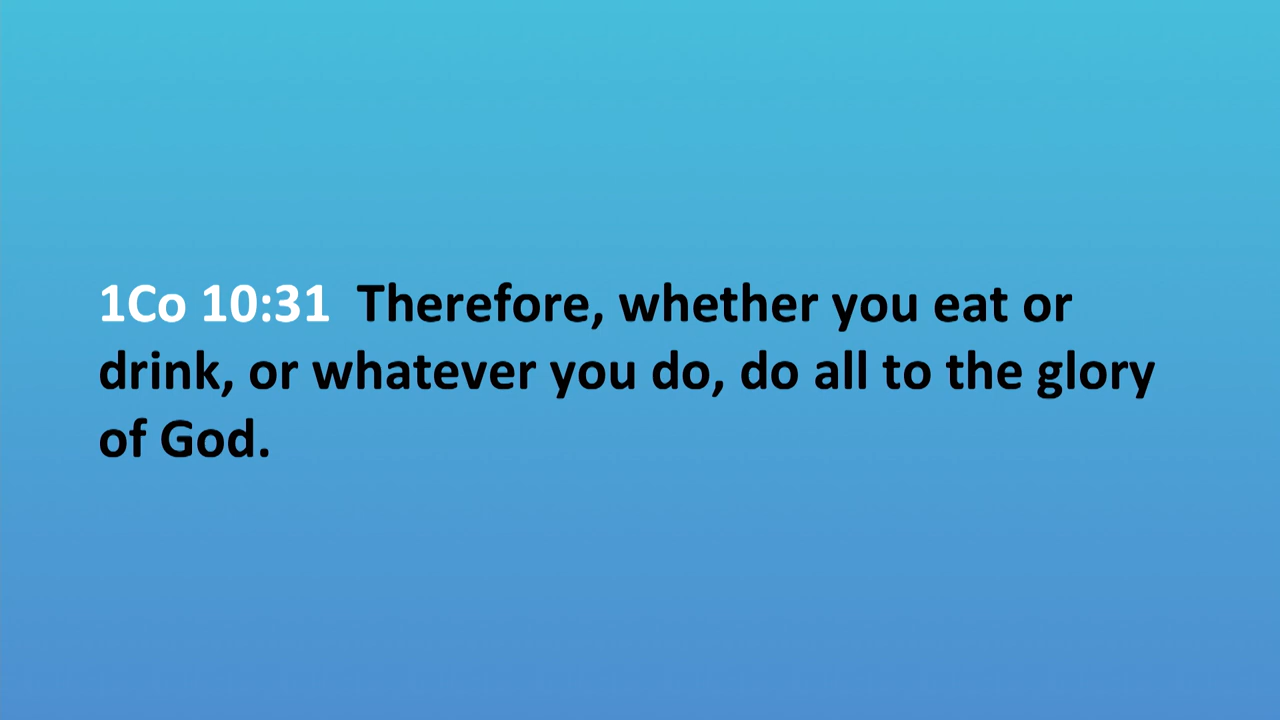 1Co 10:31  Therefore, whether you eat or
drink, or whatever you do, do all to the glory
of God.